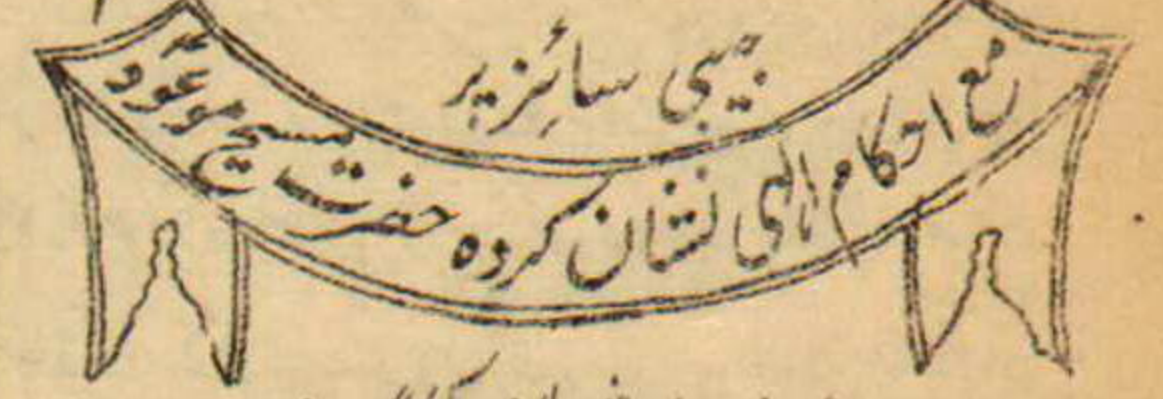 جیبی سائز پر
مع احکام الٰہی نشان کردہ حضرت مسیح موعودؑ